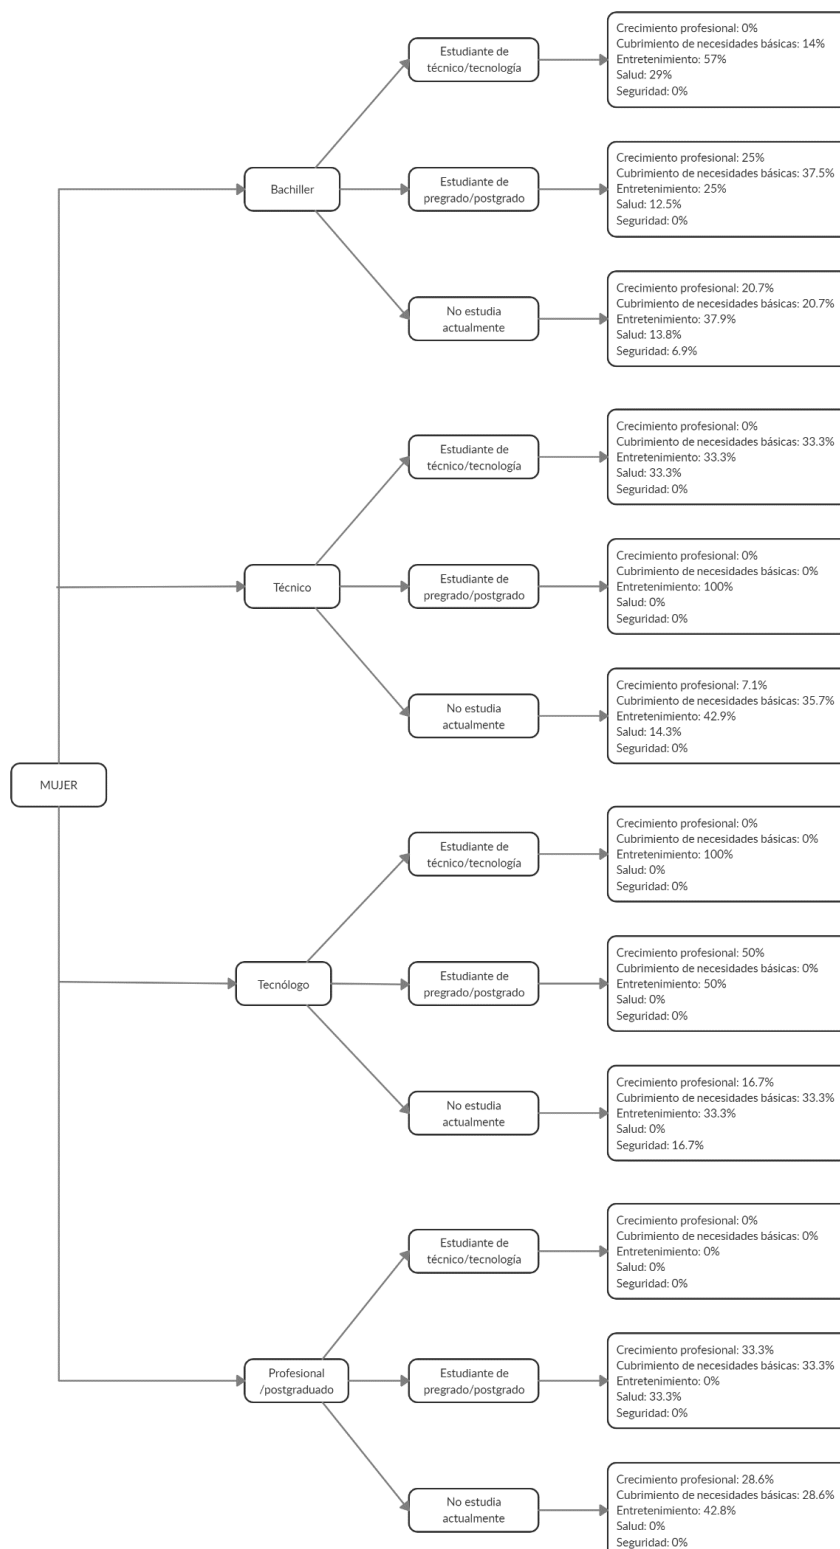 Estudiante de
técnico/tecnología
Crecimiento profesional: 0%
Cubrimiento de necesidades básicas: 14%
Entretenimiento: 57%
Salud: 29%
Seguridad: 0%
Bachiller
Estudiante de
pregrado/postgrado
Crecimiento profesional: 25%
Cubrimiento de necesidades básicas: 37.5%
Entretenimiento: 25%
Salud: 12.5%
Seguridad: 0%
No estudia
actualmente
Crecimiento profesional: 20.7%
Cubrimiento de necesidades básicas: 20.7%
Entretenimiento: 37.9%
Salud: 13.8%
Seguridad: 6.9%
Estudiante de
técnico/tecnología
Crecimiento profesional: 0%
Cubrimiento de necesidades básicas: 33.3%
Entretenimiento: 33.3%
Salud: 33.3%
Seguridad: 0%
Técnico
Estudiante de
pregrado/postgrado
Crecimiento profesional: 0%
Cubrimiento de necesidades básicas: 0%
Entretenimiento: 100%
Salud: 0%
Seguridad: 0%
No estudia
actualmente
Crecimiento profesional: 7.1%
Cubrimiento de necesidades básicas: 35.7%
Entretenimiento: 42.9%
Salud: 14.3%
Seguridad: 0%
MUJER
Estudiante de
técnico/tecnología
Crecimiento profesional: 0%
Cubrimiento de necesidades básicas: 0%
Entretenimiento: 100%
Salud: 0%
Seguridad: 0%
Tecnólogo
Estudiante de
pregrado/postgrado
Crecimiento profesional: 50%
Cubrimiento de necesidades básicas: 0%
Entretenimiento: 50%
Salud: 0%
Seguridad: 0%
No estudia
actualmente
Crecimiento profesional: 16.7%
Cubrimiento de necesidades básicas: 33.3%
Entretenimiento: 33.3%
Salud: 0%
Seguridad: 16.7%
Estudiante de
técnico/tecnología
Crecimiento profesional: 0%
Cubrimiento de necesidades básicas: 0%
Entretenimiento: 0%
Salud: 0%
Seguridad: 0%
Profesional
/postgraduado
Estudiante de
pregrado/postgrado
Crecimiento profesional: 33.3%
Cubrimiento de necesidades básicas: 33.3%
Entretenimiento: 0%
Salud: 33.3%
Seguridad: 0%
No estudia
actualmente
Crecimiento profesional: 28.6%
Cubrimiento de necesidades básicas: 28.6%
Entretenimiento: 42.8%
Salud: 0%
Seguridad: 0%